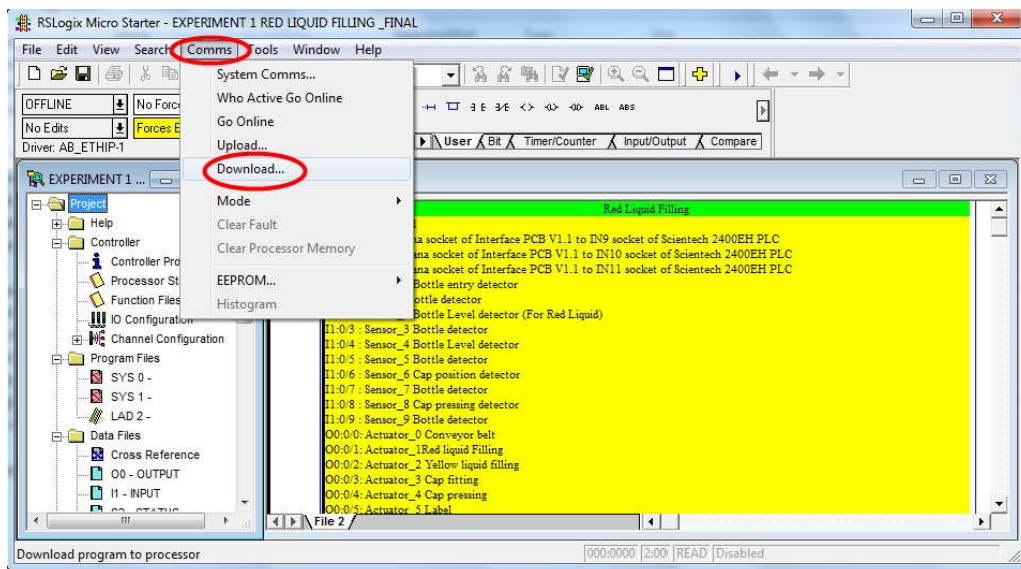 RSLogix Micro Starter - EXPERIMENT 1 RED LIQUID FILLING _FINAL
File Edit View Search Comms Tools Window Help
System Comms...
Who Active Go Online
Go Online
Upload...
Download...
Mode
Clear Fault
Clear Processor Memory
EEPROM...
Histogram
OFFLINE No Forc
No Edits Forces E
Driver: AB_ETHIP-1
ABL ABS
User Bit Timer/Counter Input/Output Compare
EXPERIMENT 1 ...
Project
Help
Controller
Controller Pro
Processor St
Function Files
IO Configuration
Channel Configuration
Program Files
SYS 0 -
SYS 1 -
LAD 2 -
Data Files
Cross Reference
O0 - OUTPUT
I1 - INPUT
Red Liquid Filling
na socket of Interface PCB V1.1 to IN9 socket of Scientech 2400EH PLC
ana socket of Interface PCB V1.1 to IN10 socket of Scientech 2400EH PLC
ana socket of Interface PCB V1.1 to IN11 socket of Scientech 2400EH PLC
Bottle entry detector
ottle detector
Bottle Level detector (For Red Liquid)
I1:0/3 : Sensor_3 Bottle detector
I1:0/4 : Sensor_4 Bottle Level detector
I1:0/5 : Sensor_5 Bottle detector
I1:0/6 : Sensor_6 Cap position detector
I1:0/7 : Sensor_7 Bottle detector
I1:0/8 : Sensor_8 Cap pressing detector
I1:0/9 : Sensor_9 Bottle detector
O0:0/0: Actuator_0 Conveyor belt
O0:0/1: Actuator_1Red liquid Filling
O0:0/2: Actuator_2 Yellow liquid filling
O0:0/3: Actuator_3 Cap fitting
O0:0/4: Actuator_4 Cap pressing
O0:0/5: Actuator_5 Label
File 2
Download program to processor
000:0000 2:00 READ Disabled